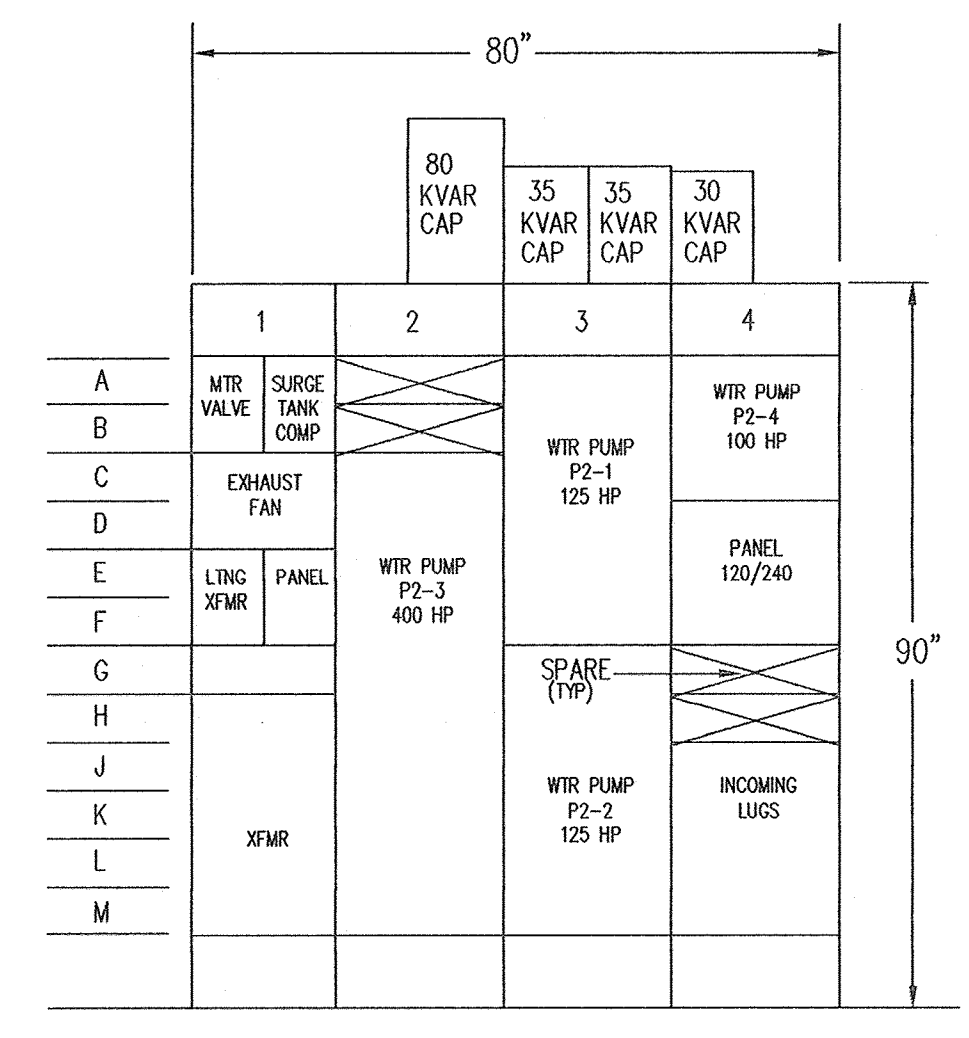 80"
80
KVAR
CAP
35
KVAR
CAP
35
KVAR
CAP
30
KVAR
CAP
1
2
3
4
A
B
C
D
E
F
G
H
J
K
L
M
MTR
VALVE
SURGE
TANK
COMP
EXHAUST
FAN
LTNG
XFMR
PANEL
XFMR
WTR PUMP
P2-3
400 HP
WTR PUMP
P2-1
125 HP
SPARE
(TYP)
WTR PUMP
P2-2
125 HP
WTR PUMP
P2-4
100 HP
PANEL
120/240
INCOMING
LUGS
90"